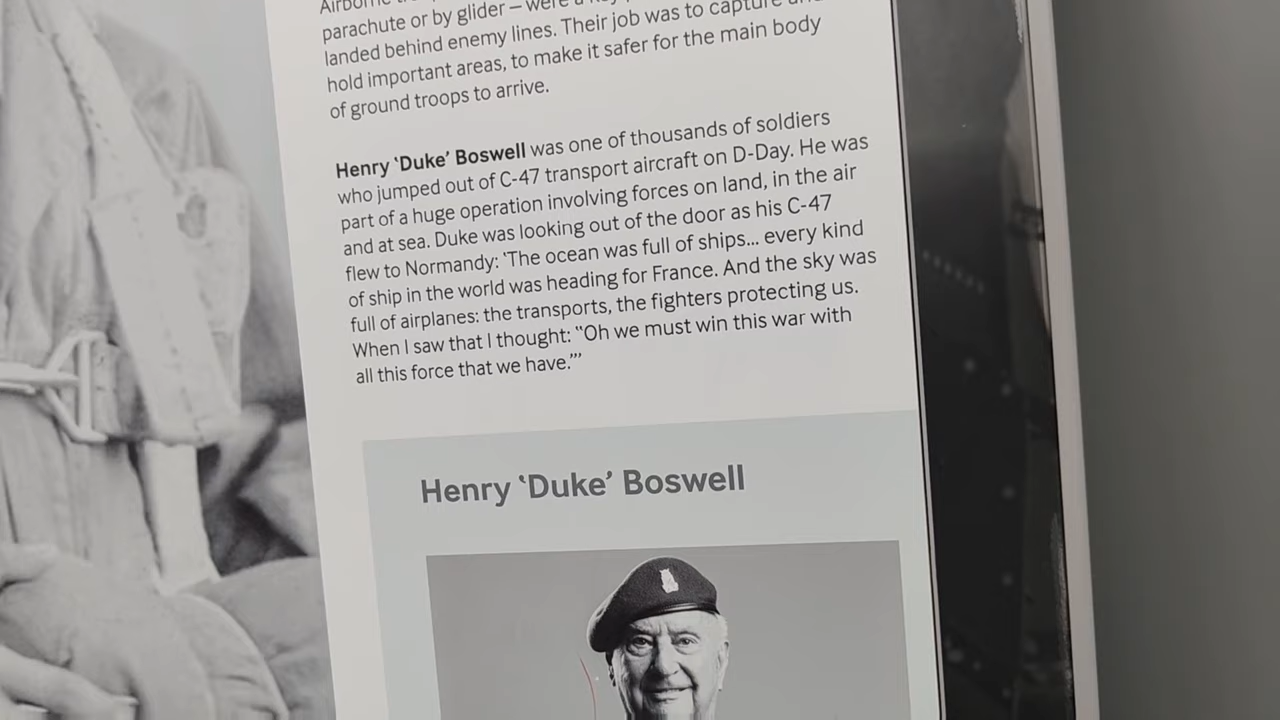 parachute or by glider – were a
landed behind enemy lines. Their job was to capture and
hold important areas, to make it safer for the main body
of ground troops to arrive.
Henry ‘Duke’ Boswell was one of thousands of soldiers
who jumped out of C-47 transport aircraft on D-Day. He was
part of a huge operation involving forces on land, in the air
and at sea. Duke was looking out of the door as his C-47
flew to Normandy: ‘The ocean was full of ships... every kind
of ship in the world was heading for France. And the sky was
full of airplanes: the transports, the fighters protecting us.
When I saw that I thought: “Oh we must win this war with
all this force that we have.”’
Henry ‘Duke’ Boswell